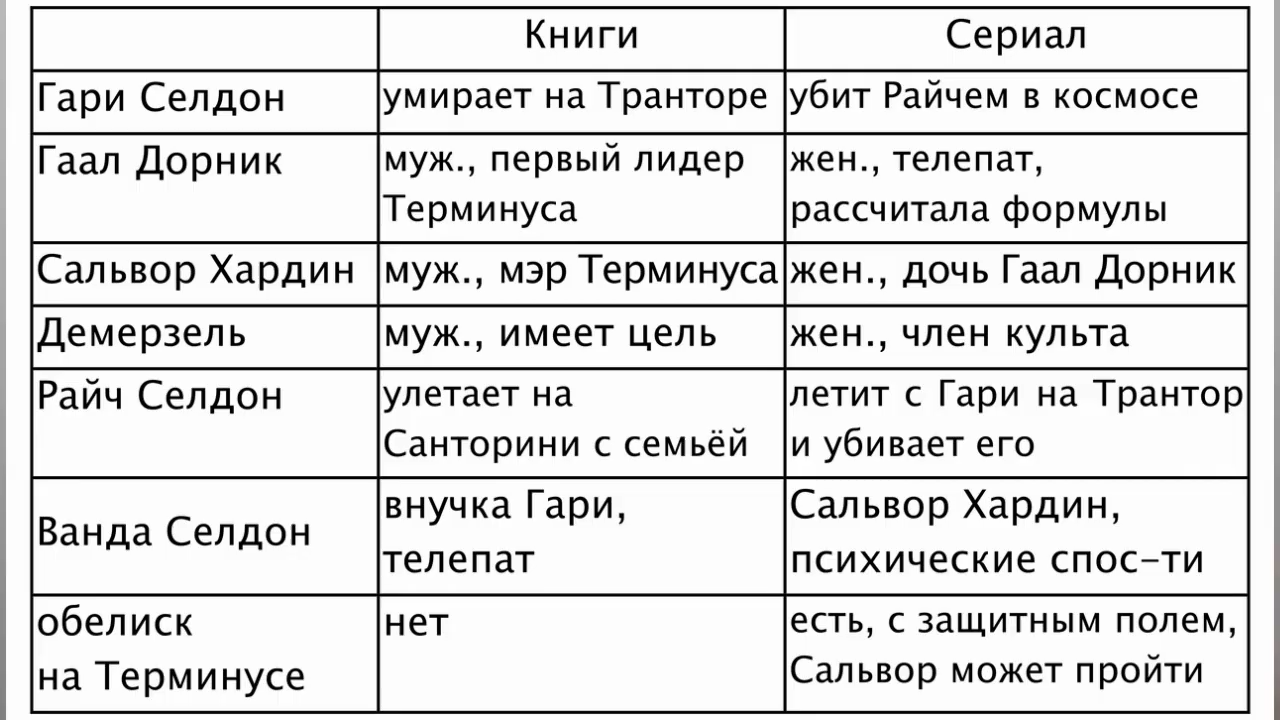 Книги Сериал
Гари Селдон умирает на Транторе убит Райчем в космосе
Гаал Дорник муж., первый лидер жен., телепат,
Терминуса рассчитала формулы
Сальвор Хардин муж., мэр Терминуса жен., дочь Гаал Дорник
Демерзель муж., имеет цель жен., член культа
Райч Селдон улетает на летит с Гари на Трантор
Санторини с семьёй и убивает его
Ванда Селдон внучка Гари, Сальвор Хардин,
телепат психические спос-ти
обелиск нет есть, с защитным полем,
на Терминусе Сальвор может пройти